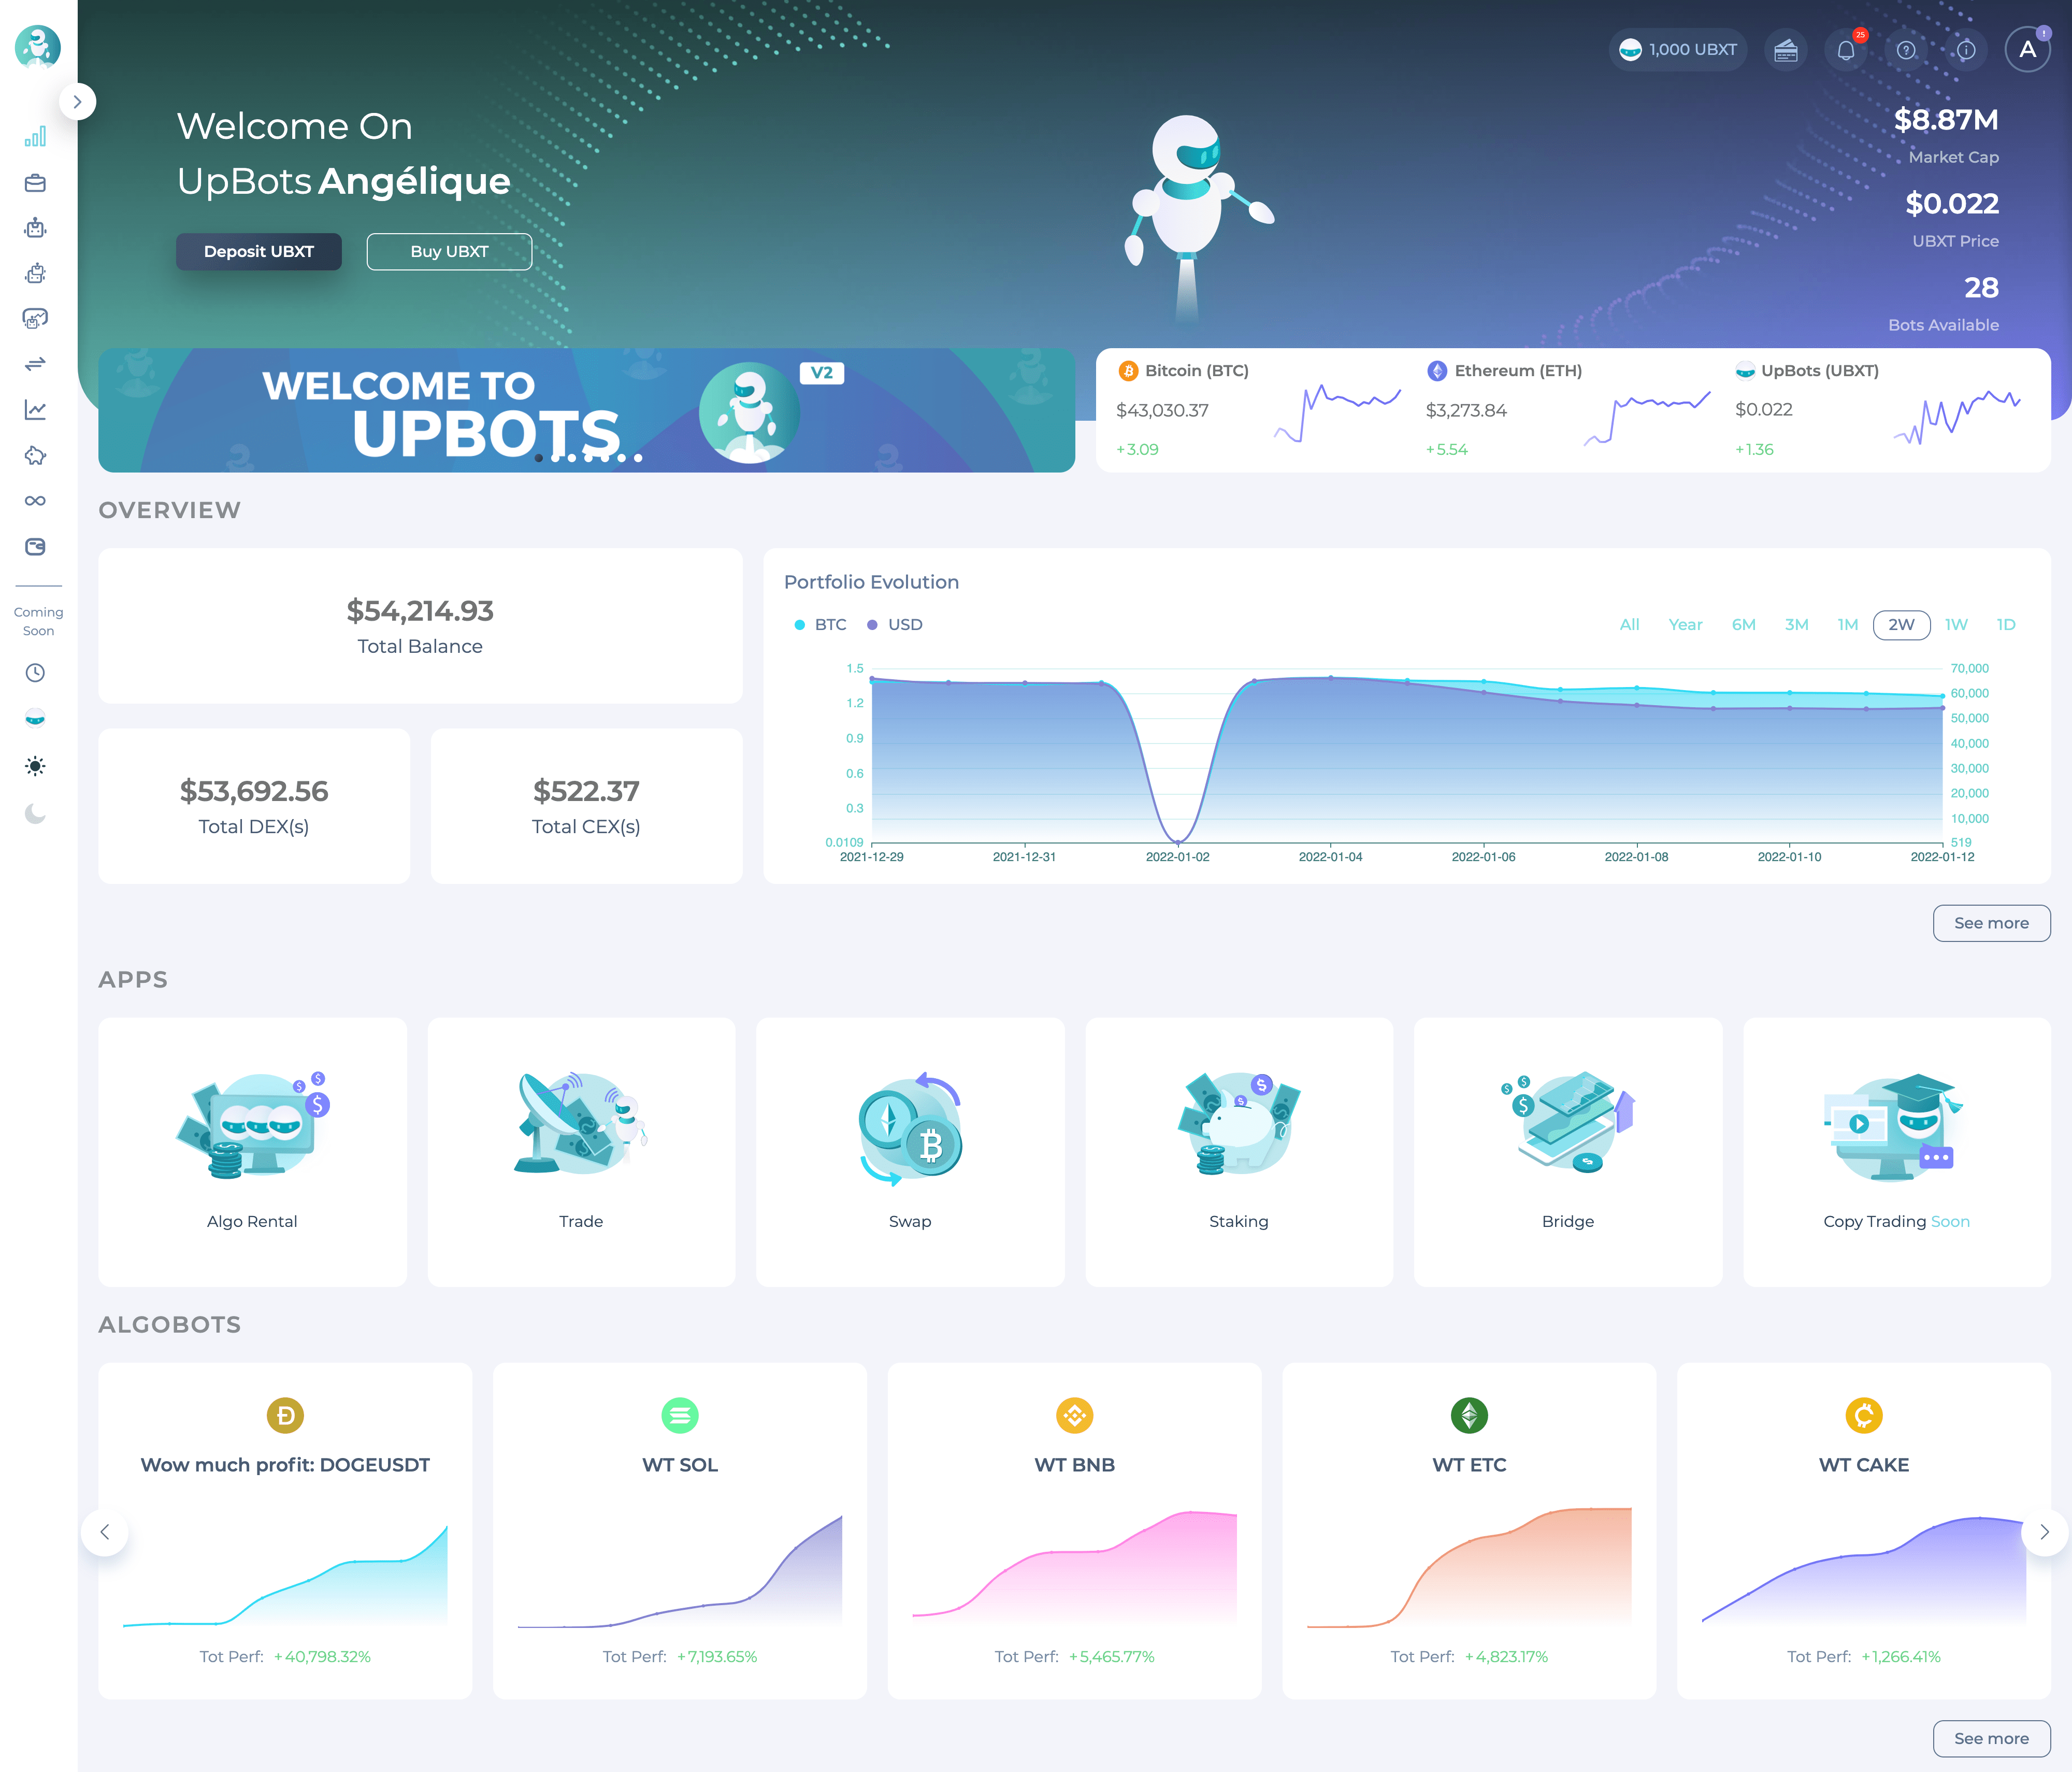 1,000 UBXT
25
A
!
Welcome On
UpBots Angélique
Deposit UBXT
Buy UBXT
$8.87M
Market Cap
$0.022
UBXT Price
28
Bots Available
WELCOME TO
UPBOTS
V2
Bitcoin (BTC)
$43,030.37
+3.09
Ethereum (ETH)
$3,273.84
+5.54
UpBots (UBXT)
$0.022
+1.36
Coming
Soon
OVERVIEW
$54,214.93
Total Balance
$53,692.56
Total DEX(s)
$522.37
Total CEX(s)
Portfolio Evolution
BTC USD
All Year 6M 3M 1M 2W 1W 1D
1.5
1.2
0.9
0.6
0.3
0.0109
70,000
60,000
50,000
40,000
30,000
20,000
10,000
519
2021-12-29 2021-12-31 2022-01-02 2022-01-04 2022-01-06 2022-01-08 2022-01-10 2022-01-12
See more
APPS
Algo Rental
Trade
Swap
Staking
Bridge
Copy Trading Soon
ALGOBOTS
Wow much profit: DOGEUSDT
Tot Perf: +40,798.32%
WT SOL
Tot Perf: +7,193.65%
WT BNB
Tot Perf: +5,465.77%
WT ETC
Tot Perf: +4,823.17%
WT CAKE
Tot Perf: +1,266.41%
See more